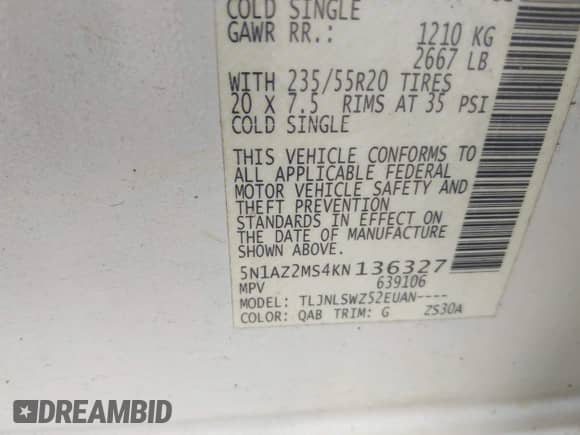 COLD SINGLE
GAWR RR.: 1210 KG
2667 LB
WITH 235/55R20 TIRES
20 X 7.5 RIMS AT 35 PSI
COLD SINGLE
THIS VEHICLE CONFORMS TO
ALL APPLICABLE FEDERAL
MOTOR VEHICLE SAFETY AND
THEFT PREVENTION
STANDARDS IN EFFECT ON
THE DATE OF MANUFACTURE
SHOWN ABOVE.
5N1AZ2MS4KN136327
MPV 639106
MODEL: TLJNLSWZ52EUAN----
COLOR: QAB TRIM: G ZS30A
DREAMBID